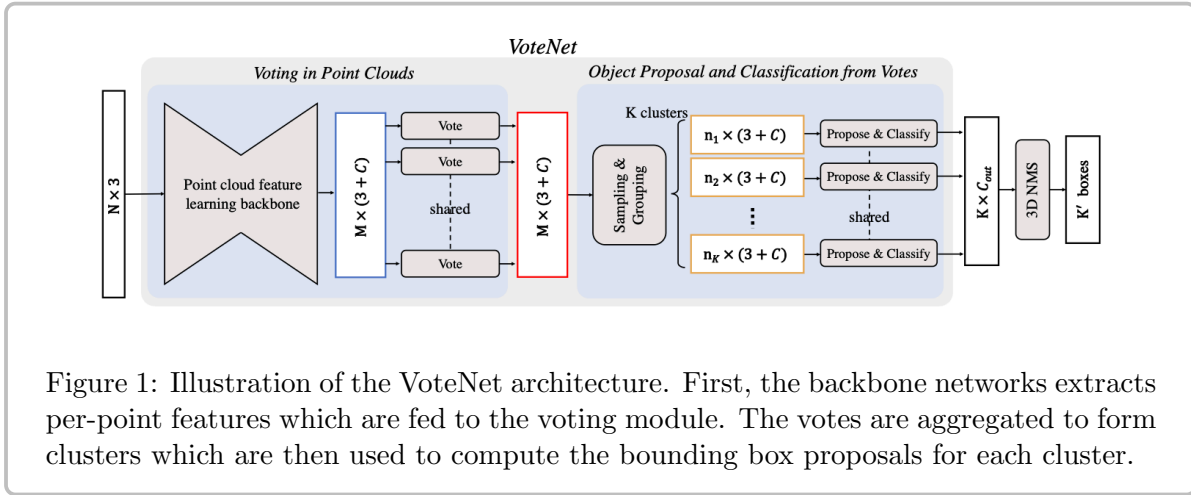 VoteNet
Voting in Point Clouds
Object Proposal and Classification from Votes
N × 3
Point cloud feature
learning backbone
M × (3 + C)
Vote
Vote
shared
Vote
M × (3 + C)
Sampling &
Grouping
K clusters
n₁ × (3 + C)
n₂ × (3 + C)
⋮
n_K × (3 + C)
Propose & Classify
Propose & Classify
shared
Propose & Classify
K × C_out
3D NMS
K′ boxes
Figure 1: Illustration of the VoteNet architecture. First, the backbone networks extracts
per-point features which are fed to the voting module. The votes are aggregated to form
clusters which are then used to compute the bounding box proposals for each cluster.